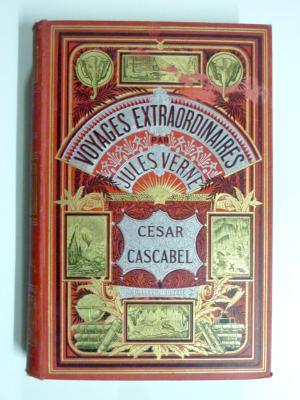 VOYAGES EXTRAORDINAIRES
PAR
JULES VERNE
CÉSAR
CASCABEL